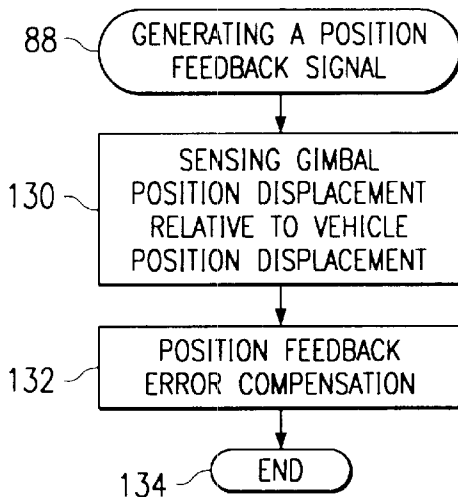 88
GENERATING A POSITION
FEEDBACK SIGNAL
130
SENSING GIMBAL
POSITION DISPLACEMENT
RELATIVE TO VEHICLE
POSITION DISPLACEMENT
132
POSITION FEEDBACK
ERROR COMPENSATION
134
END